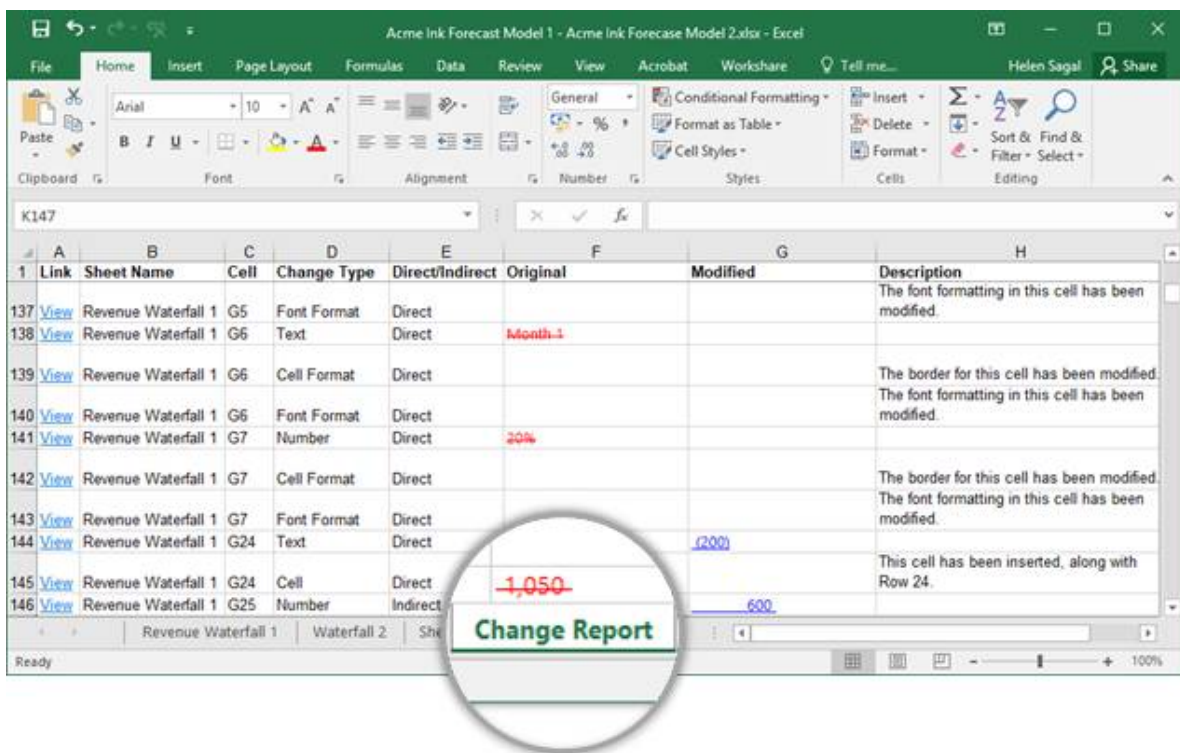 Acme Ink Forecast Model 1 - Acme Ink Forecase Model 2.xlsx - Excel
File Home Insert Page Layout Formulas Data Review View Acrobat Workshare Tell me... Helen Sagal Share
Paste
Arial 10
B I U
General
% ,
Conditional Formatting
Format as Table
Cell Styles
Insert
Delete
Format
Sort & Filter
Find & Select
Clipboard Font Alignment Number Styles Cells Editing
K147 fx
A B C D E F G H
1 Link Sheet Name Cell Change Type Direct/Indirect Original Modified Description
137 View Revenue Waterfall 1 G5 Font Format Direct The font formatting in this cell has been modified.
138 View Revenue Waterfall 1 G6 Text Direct Month 1
139 View Revenue Waterfall 1 G6 Cell Format Direct The border for this cell has been modified.
140 View Revenue Waterfall 1 G6 Font Format Direct The font formatting in this cell has been modified.
141 View Revenue Waterfall 1 G7 Number Direct 20%
142 View Revenue Waterfall 1 G7 Cell Format Direct The border for this cell has been modified.
143 View Revenue Waterfall 1 G7 Font Format Direct The font formatting in this cell has been modified.
144 View Revenue Waterfall 1 G24 Text Direct (200)
145 View Revenue Waterfall 1 G24 Cell Direct This cell has been inserted, along with Row 24.
146 View Revenue Waterfall 1 G25 Number Indirect 1,050 600
Revenue Waterfall 1 Waterfall 2 Change Report
Ready 100%